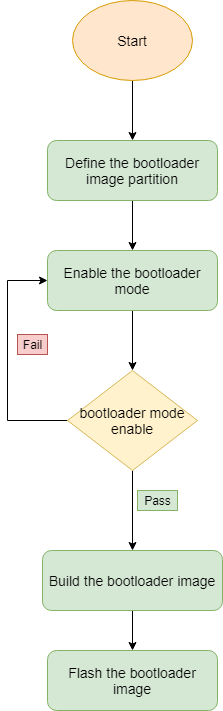 Start
Define the bootloader
image partition
Enable the bootloader
mode
Fail
bootloader mode
enable
Pass
Build the bootloader image
Flash the bootloader
image